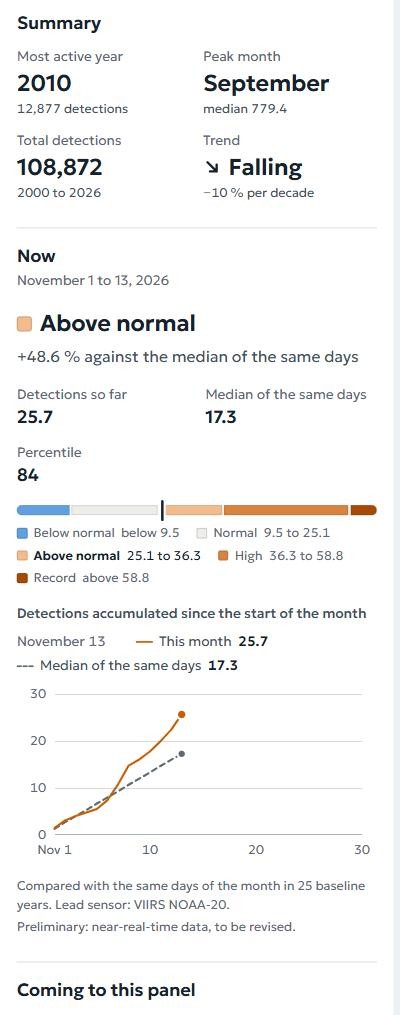 Summary
Most active year
2010
12,877 detections
Peak month
September
median 779.4
Total detections
108,872
2000 to 2026
Trend
↘ Falling
−10 % per decade
Now
November 1 to 13, 2026
Above normal
+48.6 % against the median of the same days
Detections so far
25.7
Median of the same days
17.3
Percentile
84
Below normal below 9.5
Normal 9.5 to 25.1
Above normal 25.1 to 36.3
High 36.3 to 58.8
Record above 58.8
Detections accumulated since the start of the month
November 13
This month 25.7
Median of the same days 17.3
30
20
10
0
Nov 1
10
20
30
Compared with the same days of the month in 25 baseline
years. Lead sensor: VIIRS NOAA-20.
Preliminary: near-real-time data, to be revised.
Coming to this panel